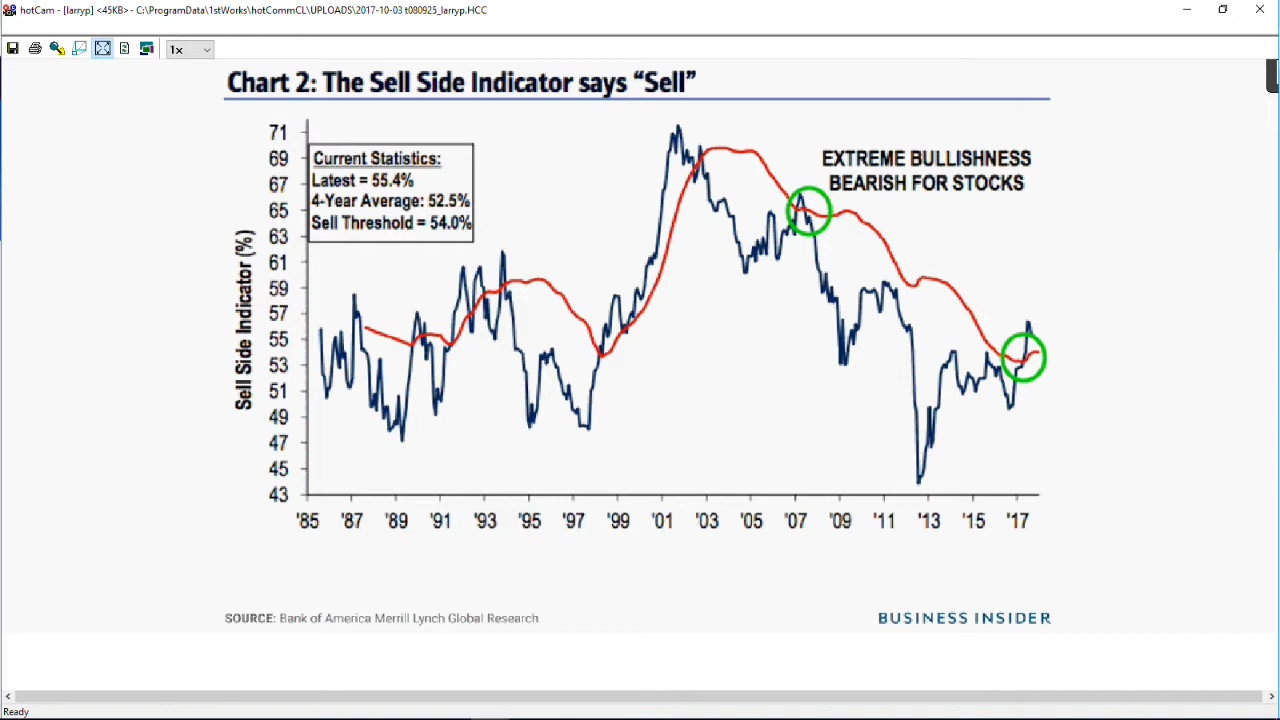 hotCam - [larryp] <45KB> - C:\ProgramData\1stWorks\hotCommCL\UPLOADS\2017-10-03 t080925_larryp.HCC
1x
Chart 2: The Sell Side Indicator says “Sell”
Current Statistics:
Latest = 55.4%
4-Year Average: 52.5%
Sell Threshold = 54.0%
EXTREME BULLISHNESS
BEARISH FOR STOCKS
Sell Side Indicator (%)
71
69
67
65
63
61
59
57
55
53
51
49
47
45
43
'85 '87 '89 '91 '93 '95 '97 '99 '01 '03 '05 '07 '09 '11 '13 '15 '17
SOURCE: Bank of America Merrill Lynch Global Research
BUSINESS INSIDER
Ready